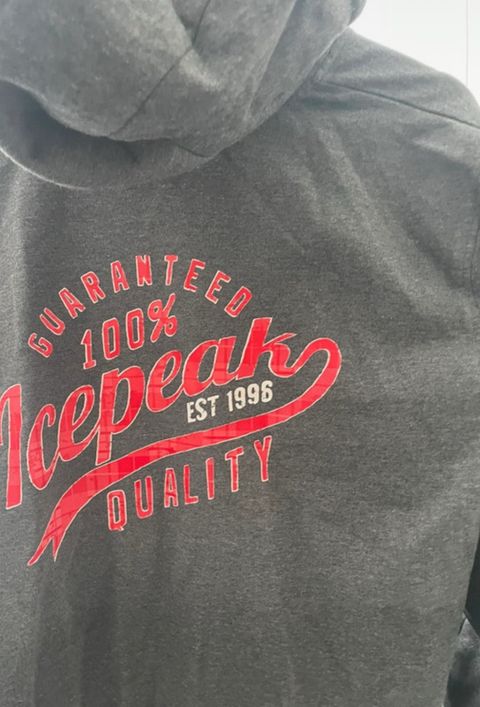 GUARANTEED
100%
Icepeak
EST 1996
QUALITY